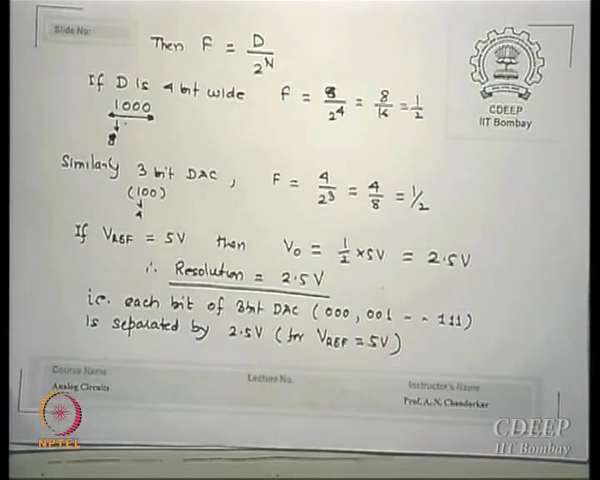 Slide No:
Then F = D / 2^N
If D is 4 bit wide F = 8 / 2^4 = 8 / 16 = 1/2
1000
8
Similarly 3 bit DAC, F = 4 / 2^3 = 4 / 8 = 1/2
(100)
4
If VREF = 5V then Vo = 1/2 × 5V = 2.5V
∴ Resolution = 2.5V
i.e. each bit of 3bit DAC (000, 001 -- 111)
is separated by 2.5V (for VREF = 5V)
CDEEP
IIT Bombay
Course Name
Analog Circuits
Lecture No.
Instructor's Name
Prof. A. N. Chandorkar
NPTEL
CDEEP
IIT Bombay